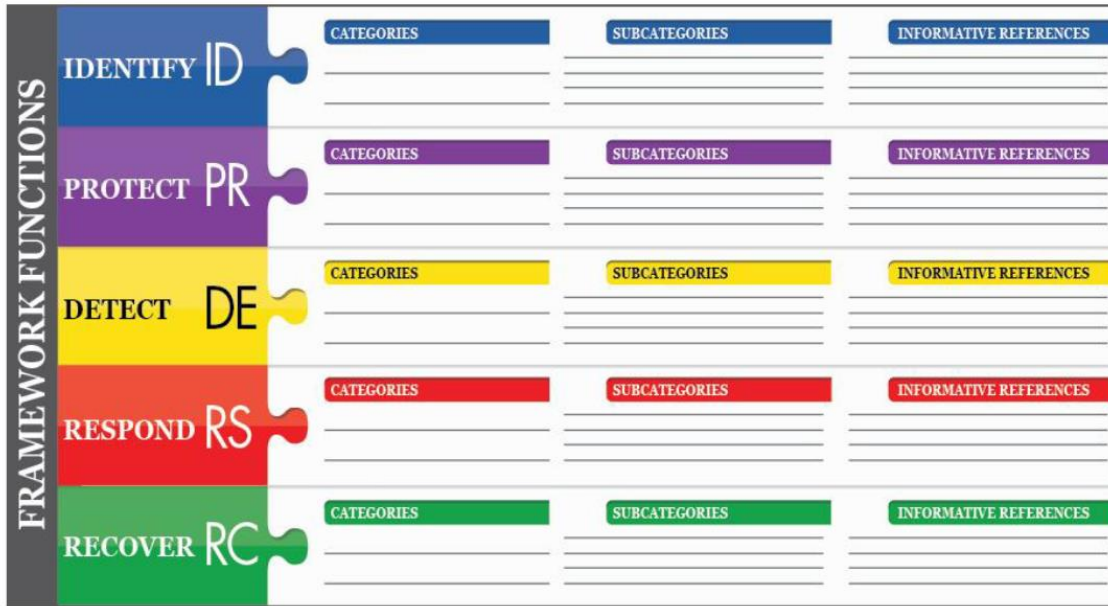 FRAMEWORK FUNCTIONS
IDENTIFY ID
CATEGORIES
SUBCATEGORIES
INFORMATIVE REFERENCES
PROTECT PR
CATEGORIES
SUBCATEGORIES
INFORMATIVE REFERENCES
DETECT DE
CATEGORIES
SUBCATEGORIES
INFORMATIVE REFERENCES
RESPOND RS
CATEGORIES
SUBCATEGORIES
INFORMATIVE REFERENCES
RECOVER RC
CATEGORIES
SUBCATEGORIES
INFORMATIVE REFERENCES